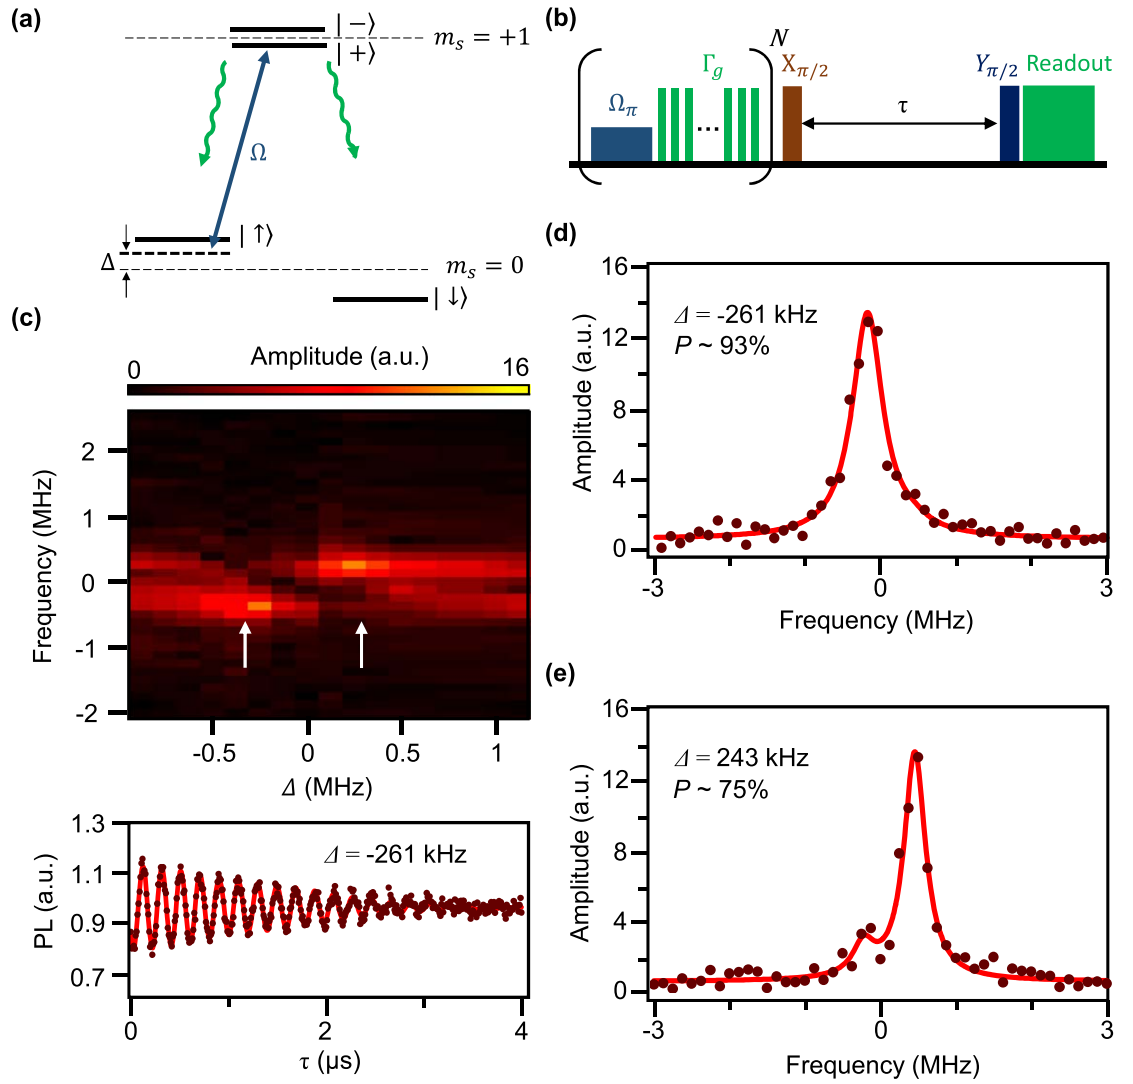 (a)
| −⟩
m_s = +1
| +⟩
Ω
| ↑⟩
Δ
m_s = 0
| ↓⟩
(b)
N
Ω_π
Γ_g
...
X_{π/2}
τ
Y_{π/2}
Readout
(c)
Amplitude (a.u.)
0 16
Frequency (MHz)
2
1
0
-1
-2
-0.5 0 0.5 1
Δ (MHz)
PL (a.u.)
1.3
1.1
0.9
0.7
Δ = -261 kHz
0 2 4
τ (µs)
(d)
Amplitude (a.u.)
16
12
8
4
0
Δ = -261 kHz
P ~ 93%
-3 0 3
Frequency (MHz)
(e)
Amplitude (a.u.)
16
12
8
4
0
Δ = 243 kHz
P ~ 75%
-3 0 3
Frequency (MHz)